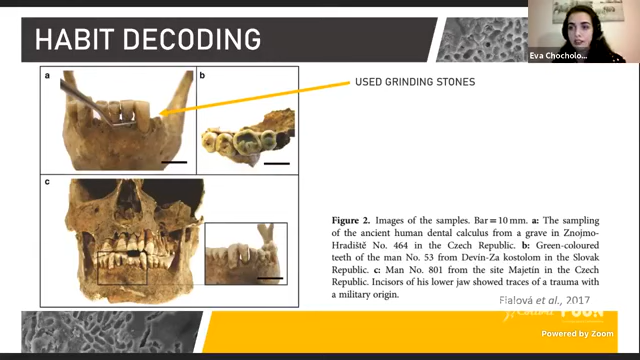 HABIT DECODING
Eva Chocholo...
a
b
USED GRINDING STONES
c
Figure 2. Images of the samples. Bar = 10 mm. a: The sampling
of the ancient human dental calculus from a grave in Znojmo-
Hradiště No. 464 in the Czech Republic. b: Green-coloured
teeth of the man No. 53 from Devín-Za kostolom in the Slovak
Republic. c: Man No. 801 from the site Majetín in the Czech
Republic. Incisors of his lower jaw showed traces of a trauma with
a military origin.
Fialová et al., 2017
Powered by Zoom